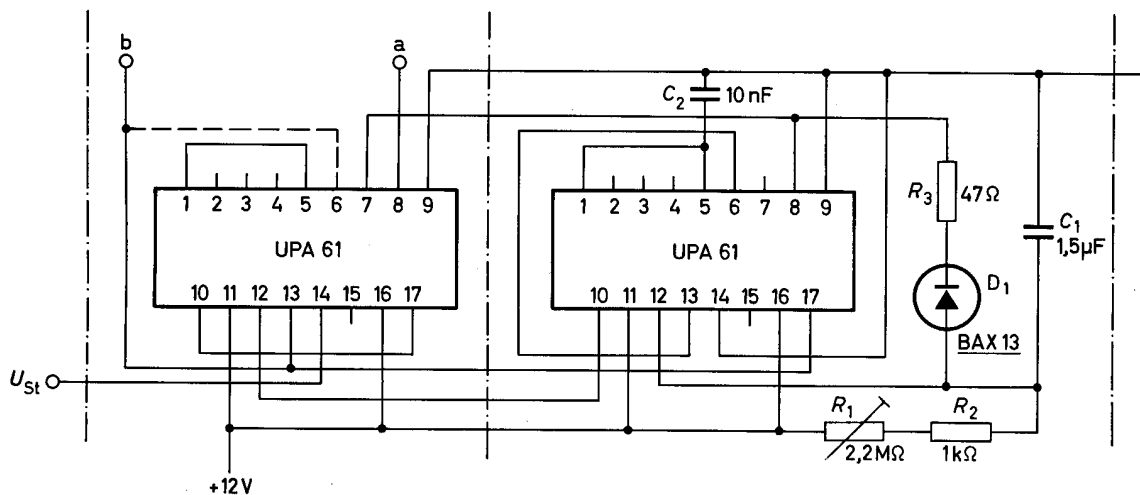 b
a
C₂ 10 nF
1 2 3 4 5 6 7 8 9
1 2 3 4 5 6 7 8 9
R₃ 47Ω
C₁
1,5µF
UPA 61
UPA 61
10 11 12 13 14 15 16 17
10 11 12 13 14 15 16 17
D₁
BAX 13
U_St
R₁ R₂
2,2MΩ 1kΩ
+12V